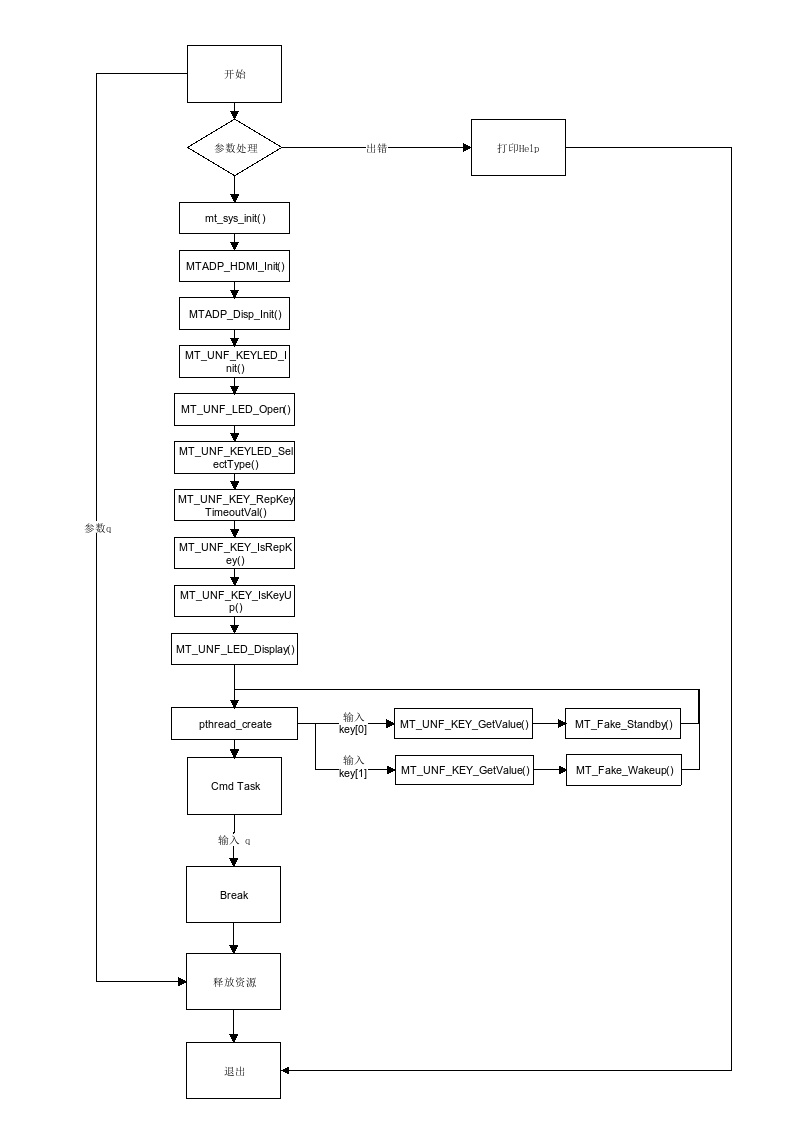 开始
参数处理
出错
打印Help
mt_sys_init()
MTADP_HDMI_Init()
MTADP_Disp_Init()
MT_UNF_KEYLED_I
nit()
MT_UNF_LED_Open()
MT_UNF_KEYLED_Sel
ectType()
MT_UNF_KEY_RepKey
TimeoutVal()
参数q
MT_UNF_KEY_IsRepK
ey()
MT_UNF_KEY_IsKeyU
p()
MT_UNF_LED_Display()
pthread_create
输入
key[0]
MT_UNF_KEY_GetValue()
MT_Fake_Standby()
输入
key[1]
MT_UNF_KEY_GetValue()
MT_Fake_Wakeup()
Cmd Task
输入 q
Break
释放资源
退出